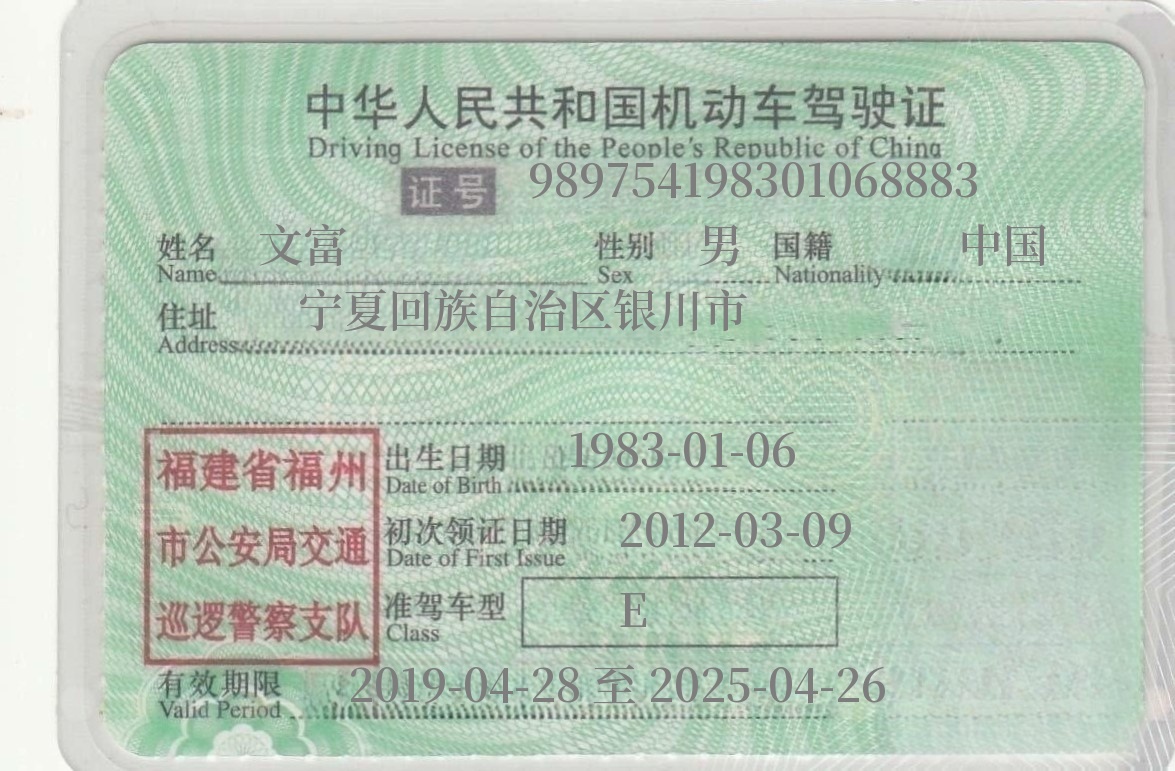 中华人民共和国机动车驾驶证
Driving License of the People's Republic of China
证号 989754198301068883
姓名 文富 性别 男 国籍 中国
Name Sex Nationality
住址 宁夏回族自治区银川市
Address
出生日期 1983-01-06
Date of Birth
初次领证日期 2012-03-09
Date of First Issue
准驾车型 E
Class
福建省福州
市公安局交通
巡逻警察支队
有效期限 2019-04-28 至 2025-04-26
Valid Period